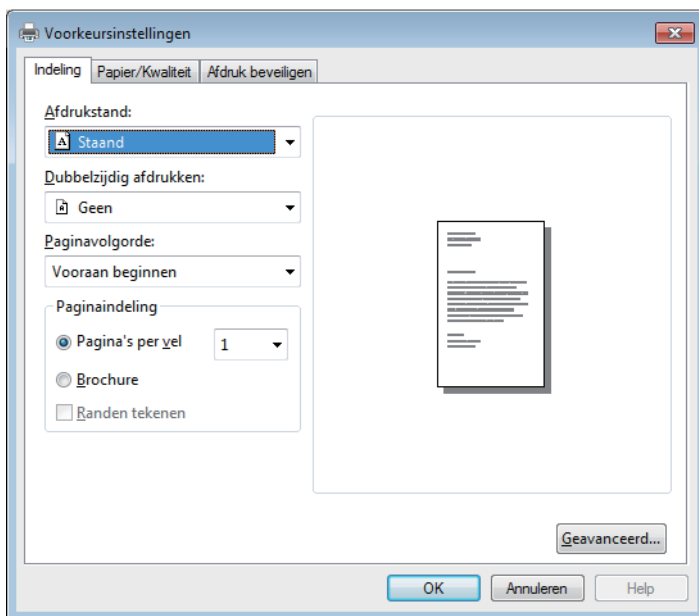 Voorkeursinstellingen
Indeling Papier/Kwaliteit Afdruk beveiligen
Afdrukstand:
A Staand
Dubbelzijdig afdrukken:
Geen
Paginavolgorde:
Vooraan beginnen
Paginaindeling
Pagina's per vel 1
Brochure
Randen tekenen
Geavanceerd...
OK Annuleren Help